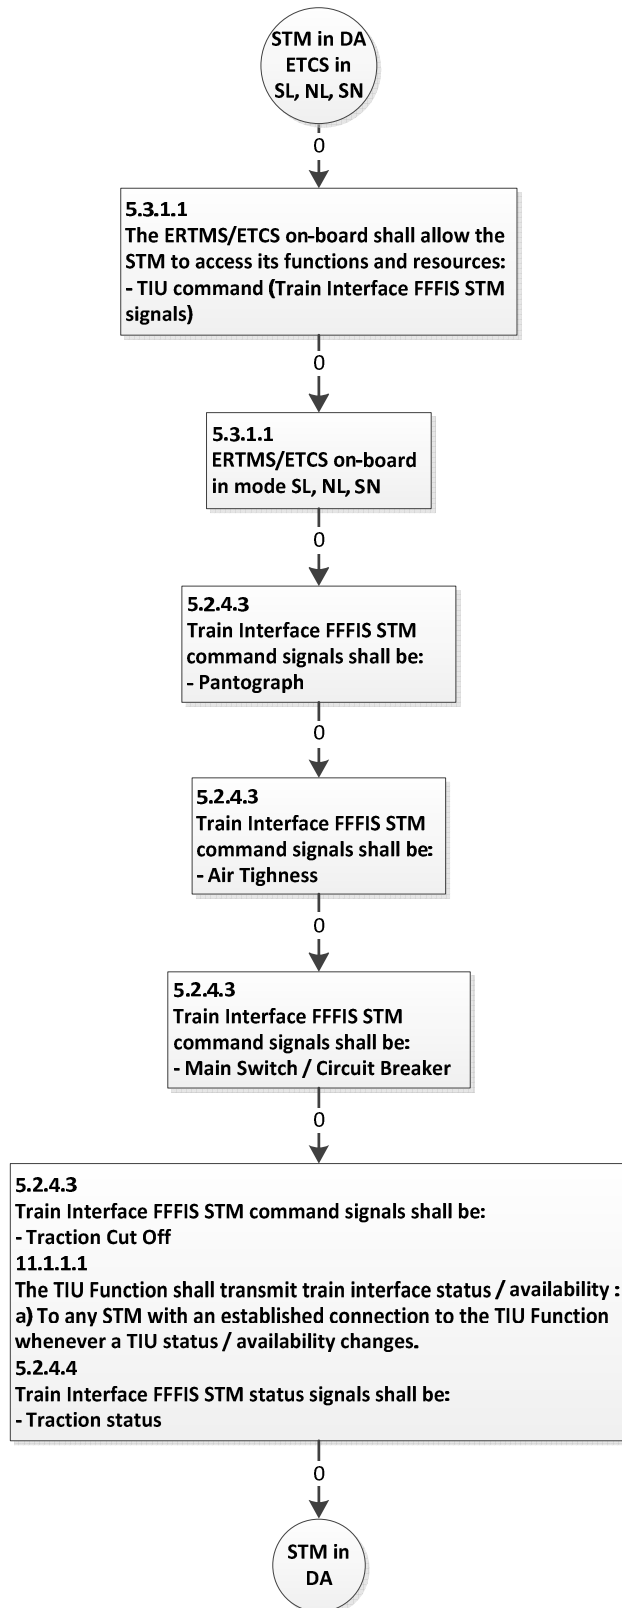 STM in DA
ETCS in
SL, NL, SN
0
5.3.1.1
The ERTMS/ETCS on-board shall allow the
STM to access its functions and resources:
- TIU command (Train Interface FFFIS STM
signals)
0
5.3.1.1
ERTMS/ETCS on-board
in mode SL, NL, SN
0
5.2.4.3
Train Interface FFFIS STM
command signals shall be:
- Pantograph
0
5.2.4.3
Train Interface FFFIS STM
command signals shall be:
- Air Tighness
0
5.2.4.3
Train Interface FFFIS STM
command signals shall be:
- Main Switch / Circuit Breaker
0
5.2.4.3
Train Interface FFFIS STM command signals shall be:
- Traction Cut Off
11.1.1.1
The TIU Function shall transmit train interface status / availability :
a) To any STM with an established connection to the TIU Function
whenever a TIU status / availability changes.
5.2.4.4
Train Interface FFFIS STM status signals shall be:
- Traction status
0
STM in
DA